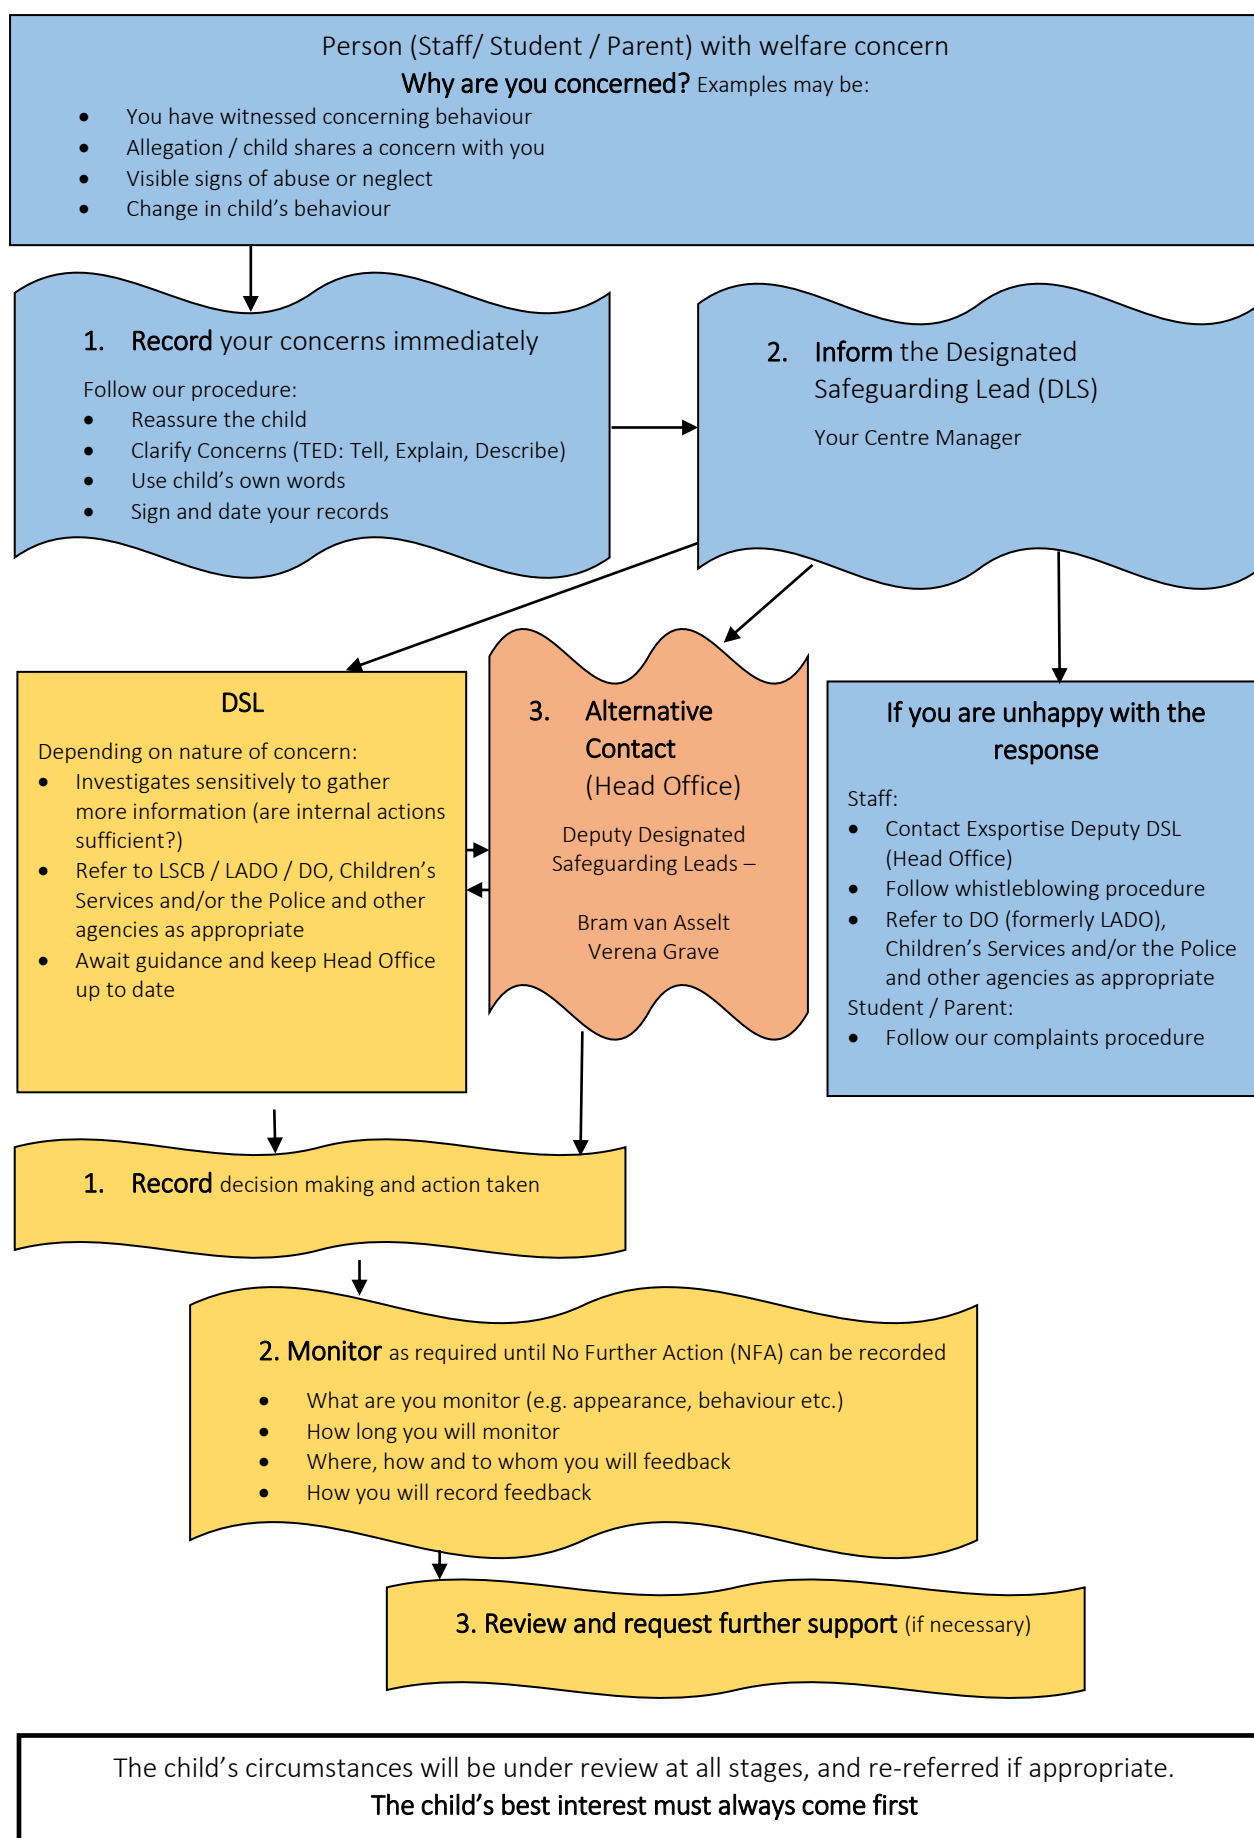 Person (Staff/ Student / Parent) with welfare concern
Why are you concerned? Examples may be:
• You have witnessed concerning behaviour
• Allegation / child shares a concern with you
• Visible signs of abuse or neglect
• Change in child's behaviour
1. Record your concerns immediately
Follow our procedure:
• Reassure the child
• Clarify Concerns (TED: Tell, Explain, Describe)
• Use child's own words
• Sign and date your records
2. Inform the Designated
Safeguarding Lead (DLS)
Your Centre Manager
DSL
Depending on nature of concern:
• Investigates sensitively to gather
more information (are internal actions
sufficient?)
• Refer to LSCB / LADO / DO, Children's
Services and/or the Police and other
agencies as appropriate
• Await guidance and keep Head Office
up to date
3. Alternative
Contact
(Head Office)
Deputy Designated
Safeguarding Leads –
Bram van Asselt
Verena Grave
If you are unhappy with the
response
Staff:
• Contact Exsportise Deputy DSL
(Head Office)
• Follow whistleblowing procedure
• Refer to DO (formerly LADO),
Children's Services and/or the Police
and other agencies as appropriate
Student / Parent:
• Follow our complaints procedure
1. Record decision making and action taken
2. Monitor as required until No Further Action (NFA) can be recorded
• What are you monitor (e.g. appearance, behaviour etc.)
• How long you will monitor
• Where, how and to whom you will feedback
• How you will record feedback
3. Review and request further support (if necessary)
The child's circumstances will be under review at all stages, and re-referred if appropriate.
The child's best interest must always come first